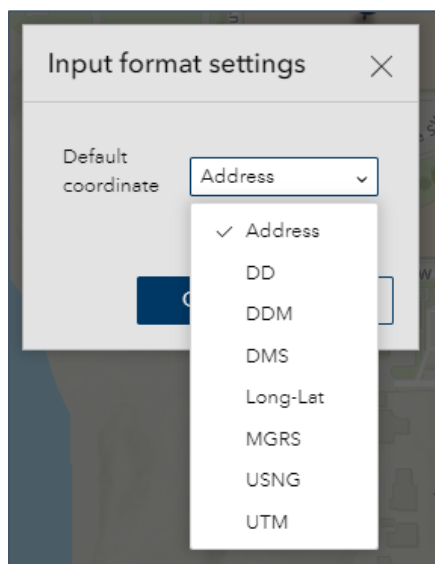 Input format settings
Default
coordinate
Address
Address
DD
DDM
DMS
Long-Lat
MGRS
USNG
UTM